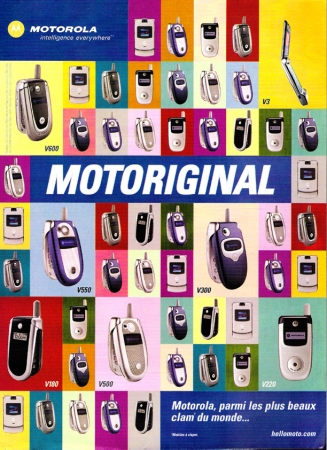 MOTOROLA
intelligence everywhere™
V600
V3
MOTORIGINAL
V550
V300
V180
V500
V220
Motorola, parmi les plus beaux
clam du monde...
hellomoto.com